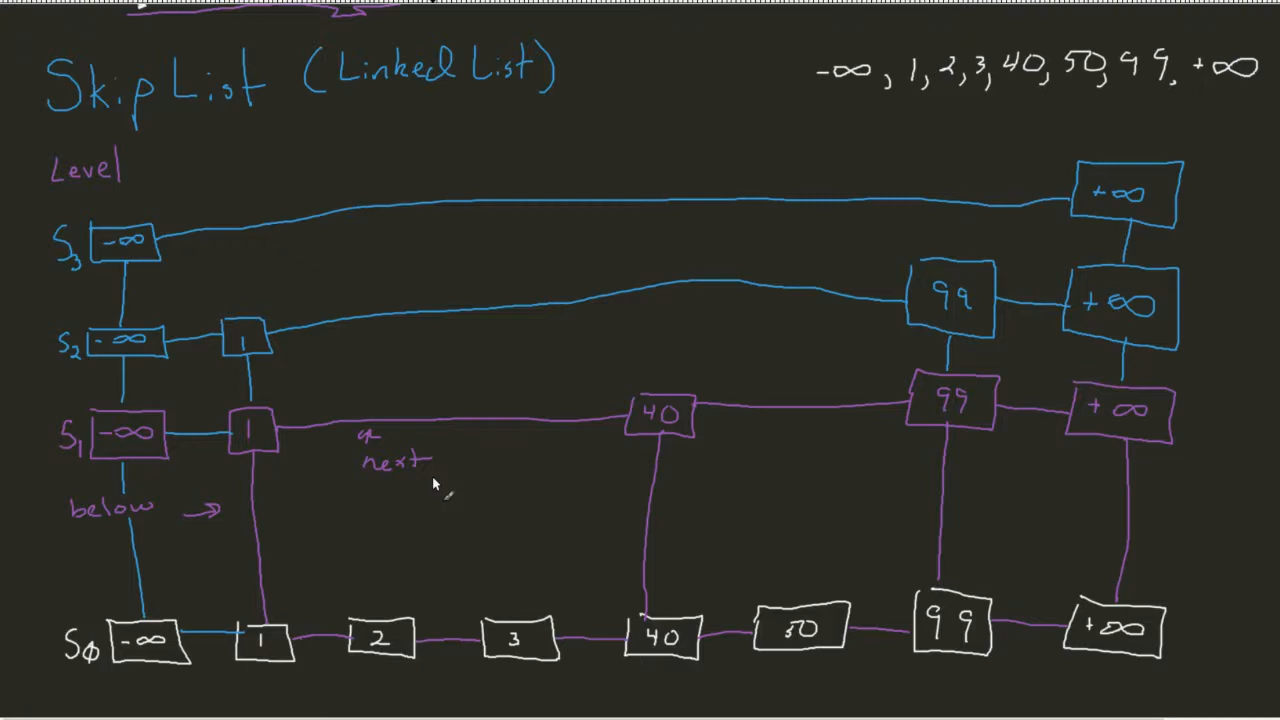 Skip List (Linked List)
-∞, 1, 2, 3, 40, 50, 99, +∞
Level
S3 -∞ +∞
S2 -∞ 1 99 +∞
S1 -∞ 1 40 99 +∞
next
below →
S0 -∞ 1 2 3 40 50 99 +∞